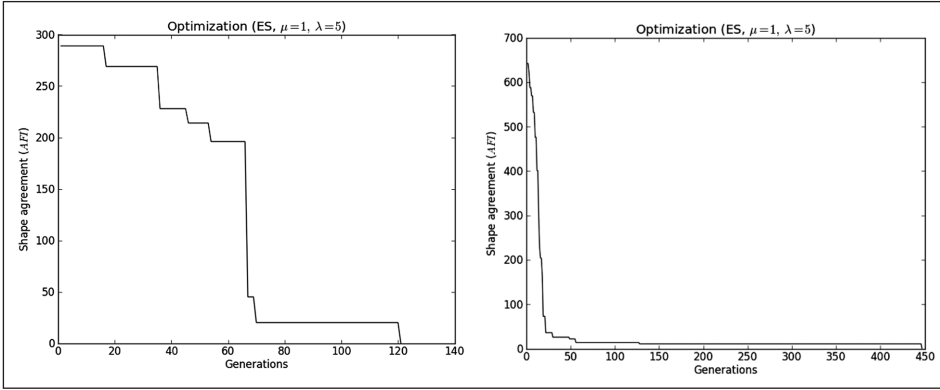 Optimization (ES, μ=1, λ=5)
300
250
200
150
100
50
0
Shape agreement (AFI)
0 20 40 60 80 100 120 140
Generations
Optimization (ES, μ=1, λ=5)
700
600
500
400
300
200
100
0
Shape agreement (AFI)
0 50 100 150 200 250 300 350 400 450
Generations